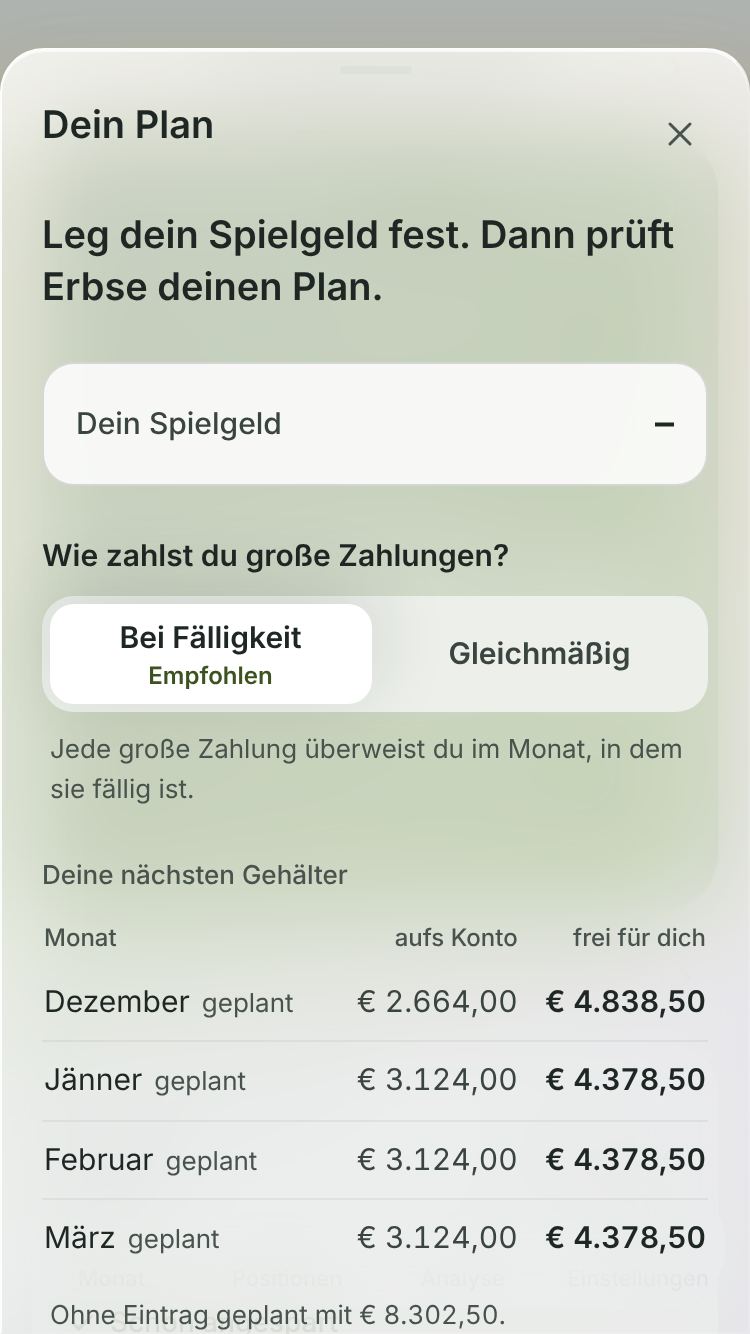 Dein Plan
Leg dein Spielgeld fest. Dann prüft
Erbse deinen Plan.
Dein Spielgeld –
Wie zahlst du große Zahlungen?
Bei Fälligkeit
Empfohlen
Gleichmäßig
Jede große Zahlung überweist du im Monat, in dem
sie fällig ist.
Deine nächsten Gehälter
Monat aufs Konto frei für dich
Dezember geplant € 2.664,00 € 4.838,50
Jänner geplant € 3.124,00 € 4.378,50
Februar geplant € 3.124,00 € 4.378,50
März geplant € 3.124,00 € 4.378,50
Monat Positionen Analyse Einstellungen
Ohne Eintrag geplant mit € 8.302,50.
Schon angespart